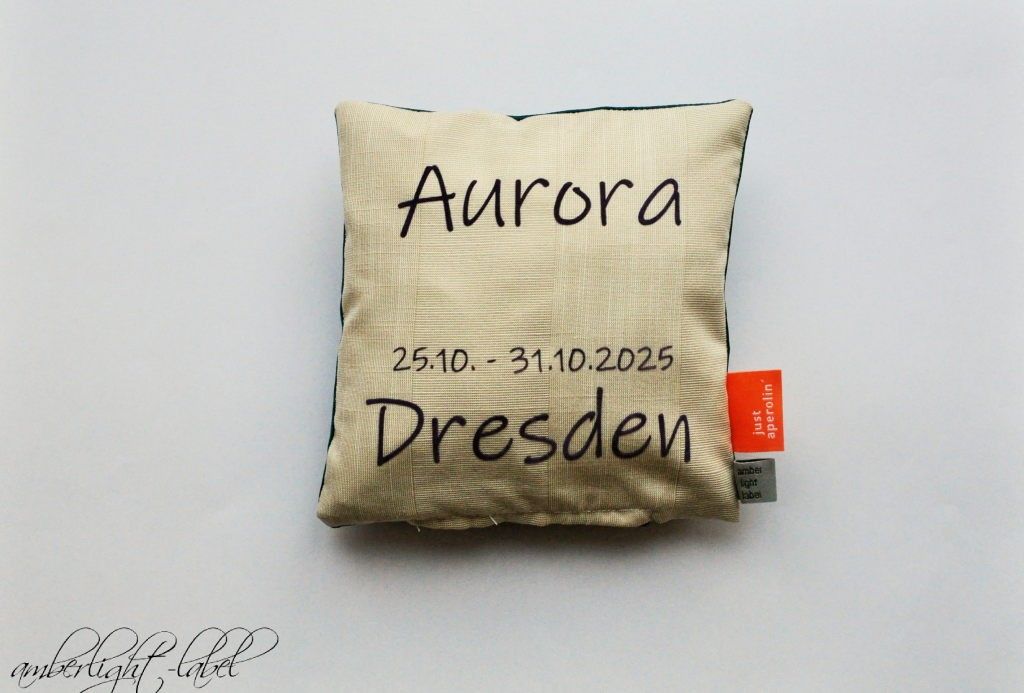 Aurora
25.10. - 31.10.2025
Dresden
just
aperolin´
amber
light
label
amberlight-label